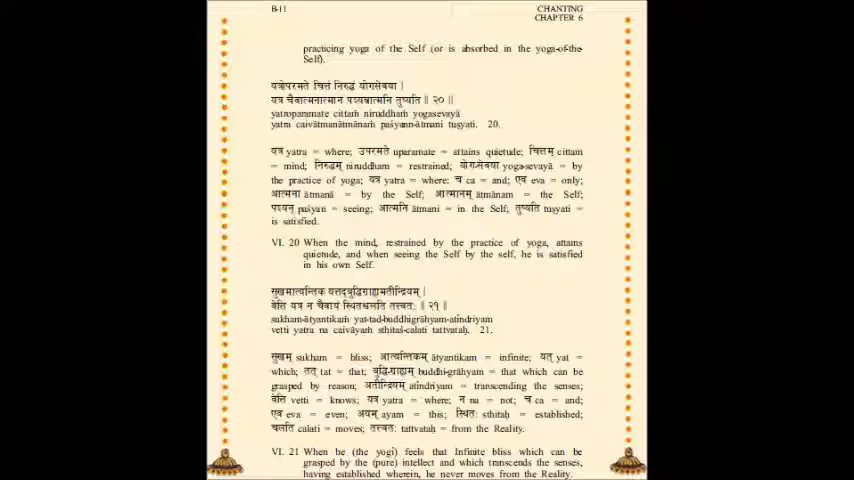 B-11
CHANTING
CHAPTER 6
practicing yoga of the Self (or is absorbed in the yoga-of-the-
Self).
यत्रोपरमते चित्तं निरुद्धं योगसेवया ।
यत्र चैवात्मनात्मानं पश्यन्नात्मनि तुष्यति ॥ २० ॥
yatroparamate cittaṁ niruddhaṁ yogasevayā
yatra caivātmanātmānaṁ paśyann-ātmani tuṣyati. 20.
यत्र yatra = where; उपरमते uparamate = attains quietude; चित्तम् cittam
= mind; निरुद्धम् niruddham = restrained; योग-सेवया yoga-sevayā = by
the practice of yoga; यत्र yatra = where; च ca = and; एव eva = only;
आत्मना ātmanā = by the Self; आत्मानम् ātmānam = the Self;
पश्यन् paśyan = seeing; आत्मनि ātmani = in the Self; तुष्यति tuṣyati =
is satisfied.
VI. 20 When the mind, restrained by the practice of yoga, attains
quietude, and when seeing the Self by the self, he is satisfied
in his own Self.
सुखमात्यन्तिकं यत्तद्बुद्धिग्राह्यमतीन्द्रियम् ।
वेत्ति यत्र न चैवायं स्थितश्चलति तत्त्वतः ॥ २१ ॥
sukham-ātyantikaṁ yat-tad-buddhigrāhyam-atīndriyam
vetti yatra na caivāyaṁ sthitaś-calati tattvataḥ. 21.
सुखम् sukham = bliss; आत्यन्तिकम् ātyantikam = infinite; यत् yat =
which; तत् tat = that; बुद्धि-ग्राह्यम् buddhi-grāhyam = that which can be
grasped by reason; अतीन्द्रियम् atīndriyam = transcending the senses;
वेत्ति vetti = knows; यत्र yatra = where; न na = not; च ca = and;
एव eva = even; अयम् ayam = this; स्थितः sthitaḥ = established;
चलति calati = moves; तत्त्वतः tattvataḥ = from the Reality.
VI. 21 When he (the yogi) feels that Infinite bliss which can be
grasped by the (pure) intellect and which transcends the senses,
having established wherein, he never moves from the Reality.